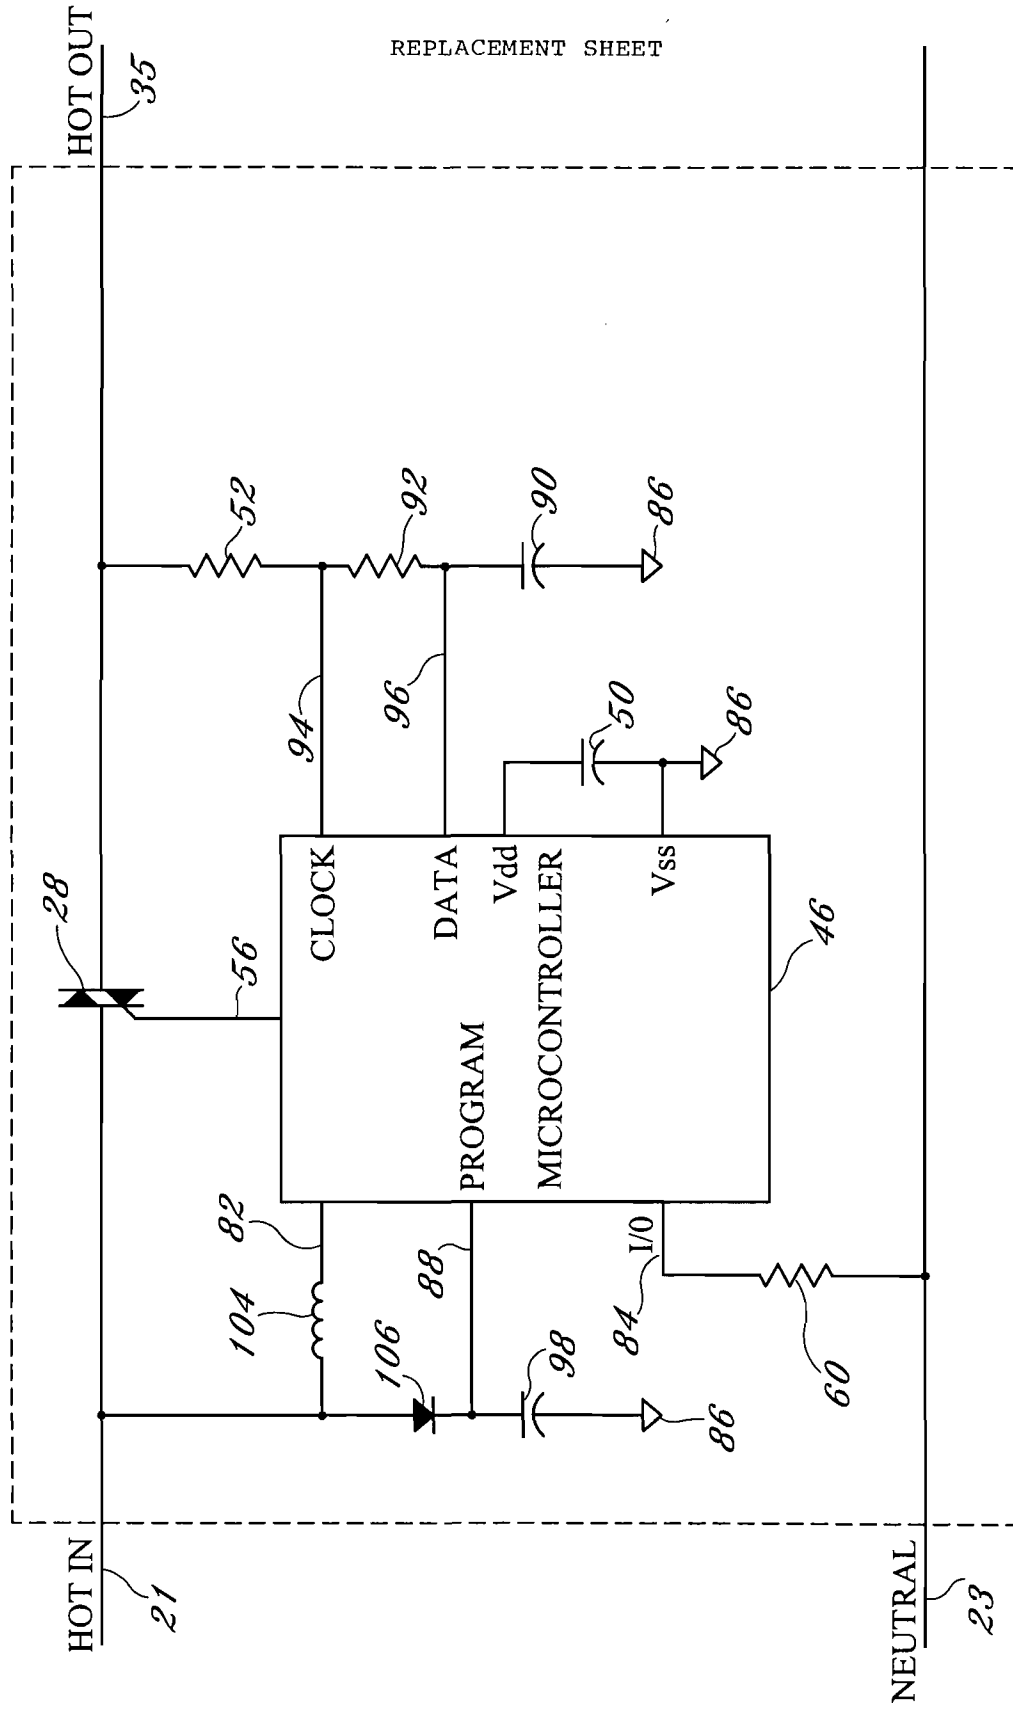 REPLACEMENT SHEET
HOT IN
21
HOT OUT
35
28
56
52
92
90
86
94
96
50
86
82
104
106
88
98
86
84
I/0
60
CLOCK
DATA
Vdd
Vss
PROGRAM
MICROCONTROLLER
46
NEUTRAL
23